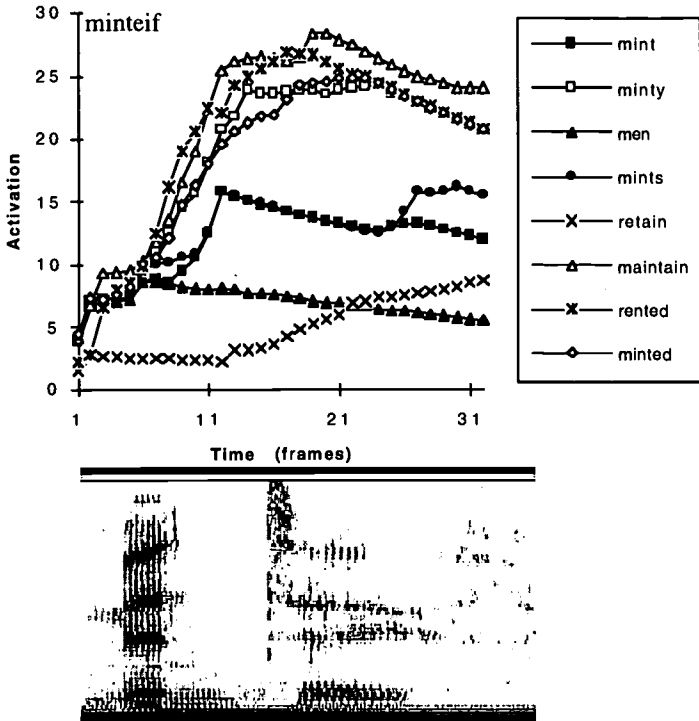 minteif
Activation
30
25
20
15
10
5
0
1 11 21 31
Time (frames)
mint
minty
men
mints
retain
maintain
rented
minted